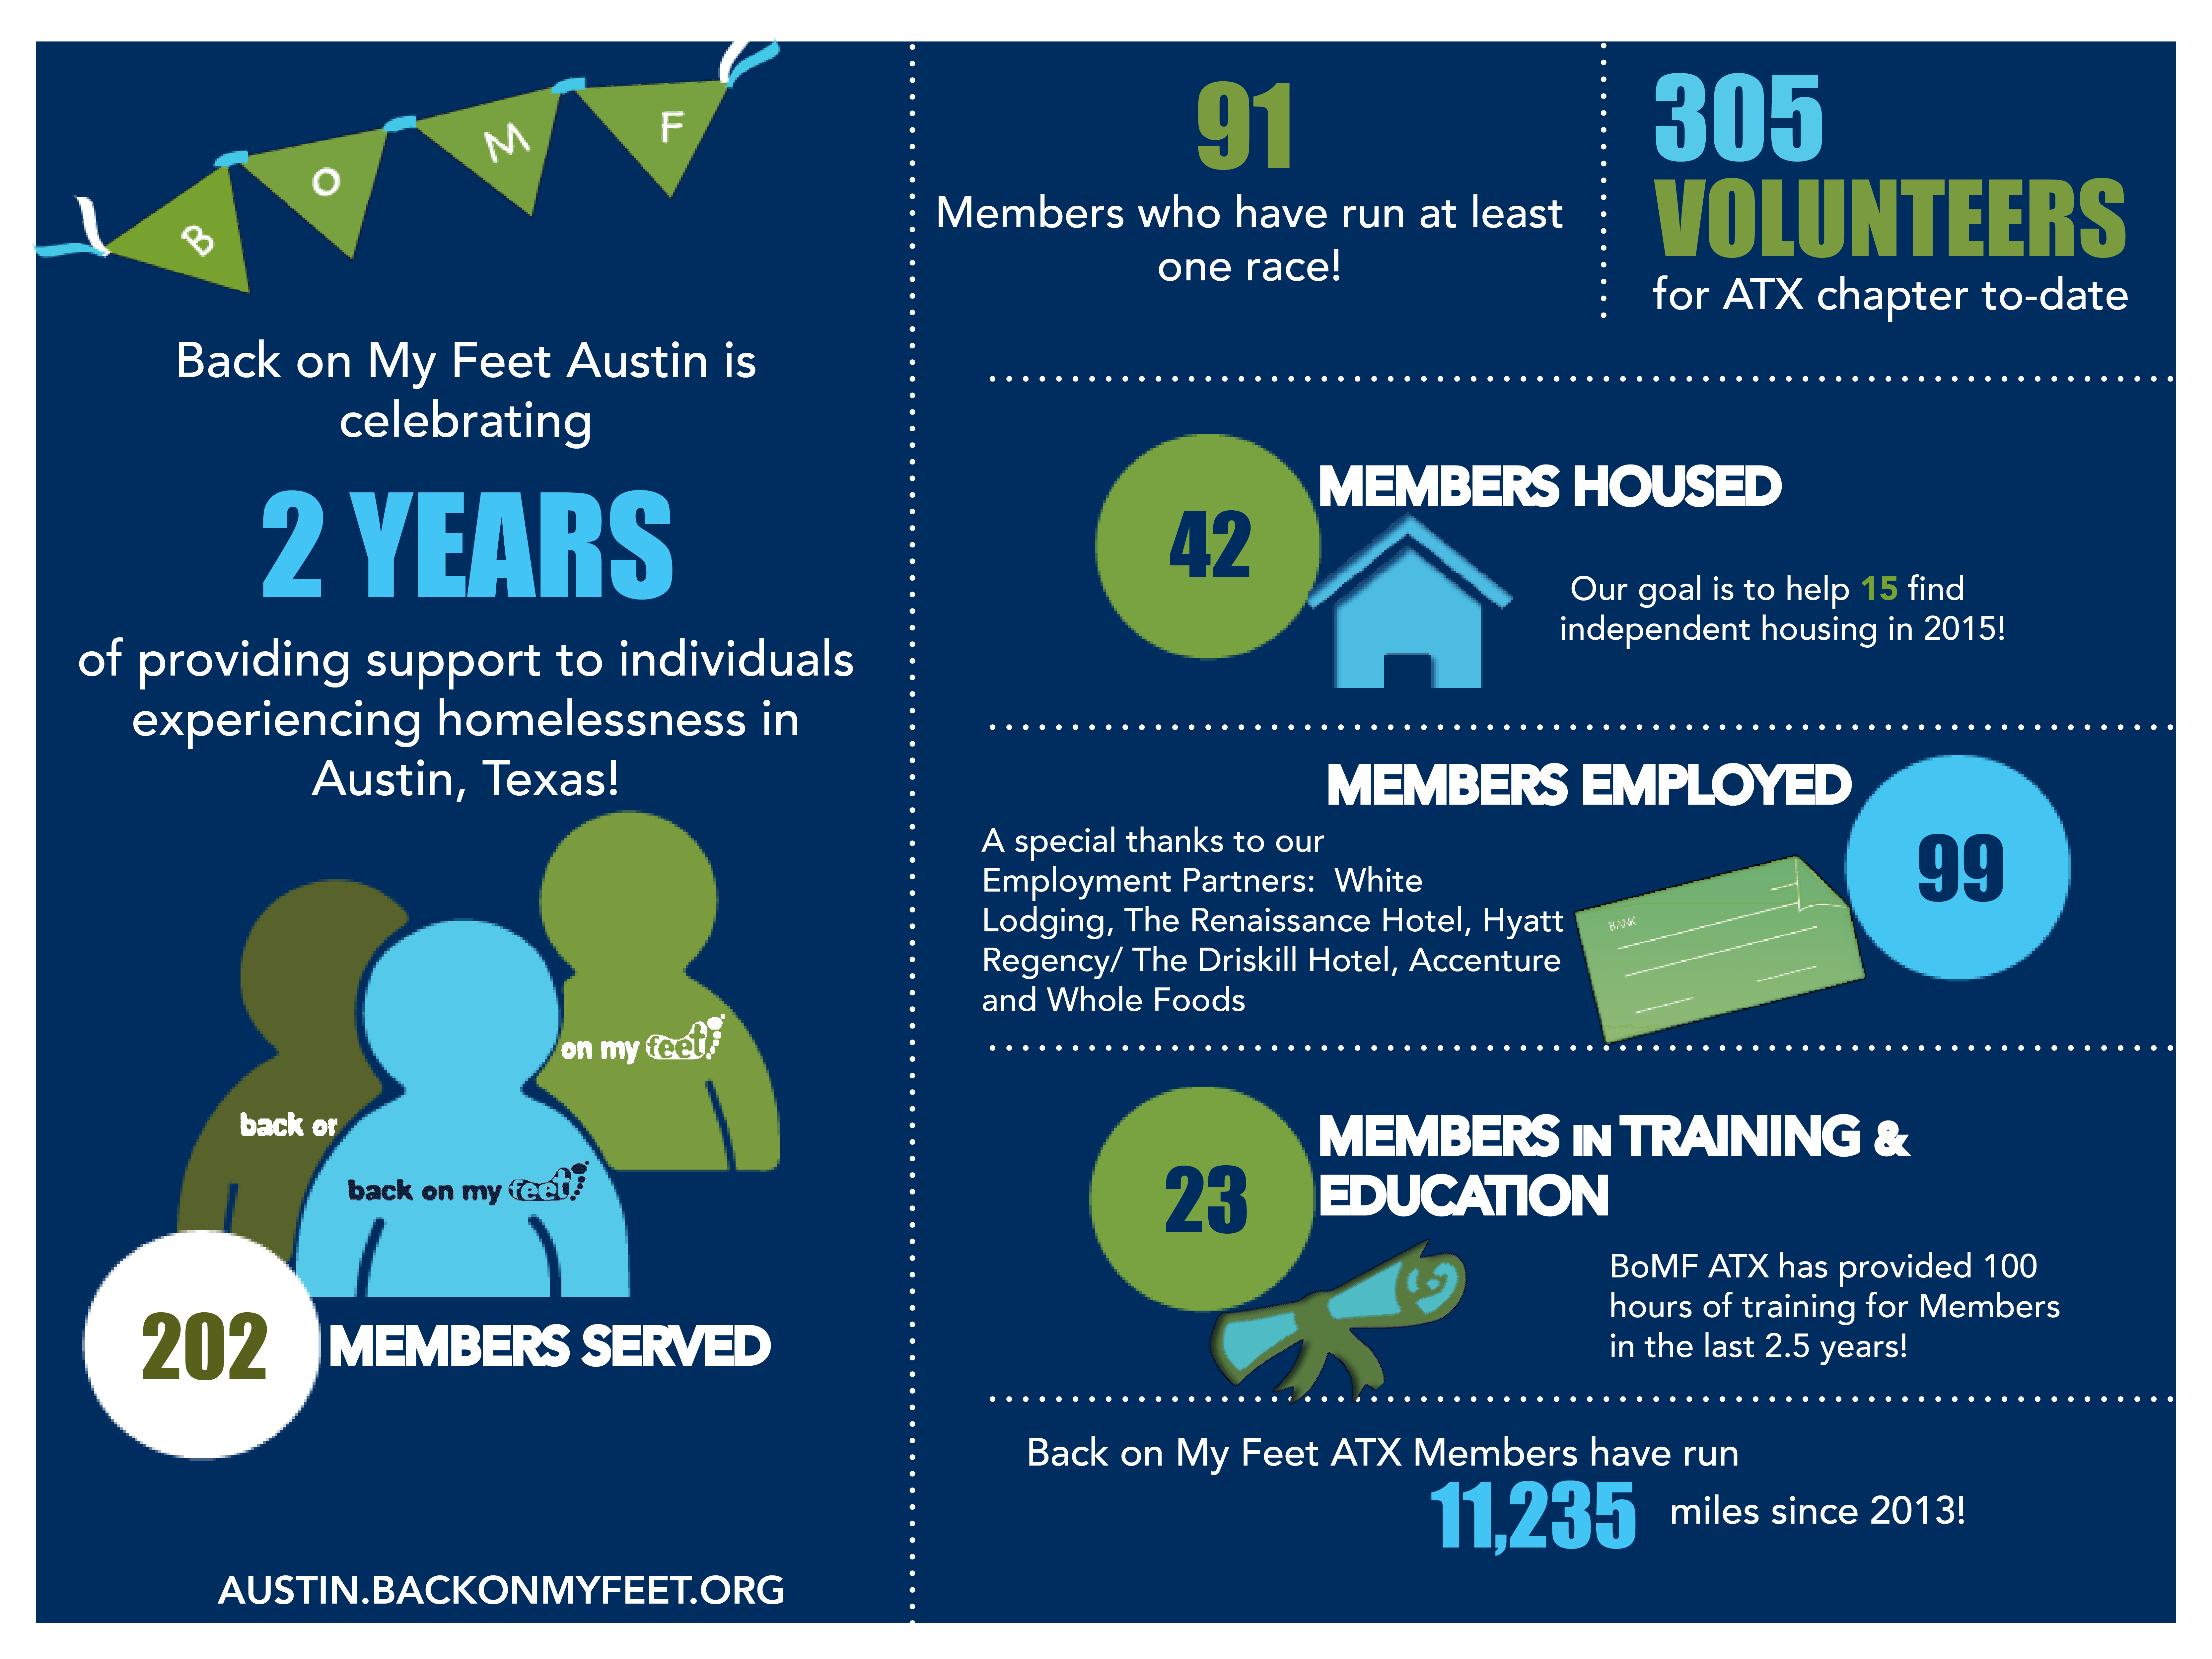 B O M F
Back on My Feet Austin is
celebrating
2 YEARS
of providing support to individuals
experiencing homelessness in
Austin, Texas!
on my feet
back or
back on my feet
202
MEMBERS SERVED
AUSTIN.BACKONMYFEET.ORG
91
Members who have run at least
one race!
305
VOLUNTEERS
for ATX chapter to-date
42
MEMBERS HOUSED
Our goal is to help 15 find
independent housing in 2015!
MEMBERS EMPLOYED
99
A special thanks to our
Employment Partners:  White
Lodging, The Renaissance Hotel, Hyatt
Regency/ The Driskill Hotel, Accenture
and Whole Foods
BANK
23
MEMBERS IN TRAINING &
EDUCATION
BoMF ATX has provided 100
hours of training for Members
in the last 2.5 years!
Back on My Feet ATX Members have run
11,235 miles since 2013!